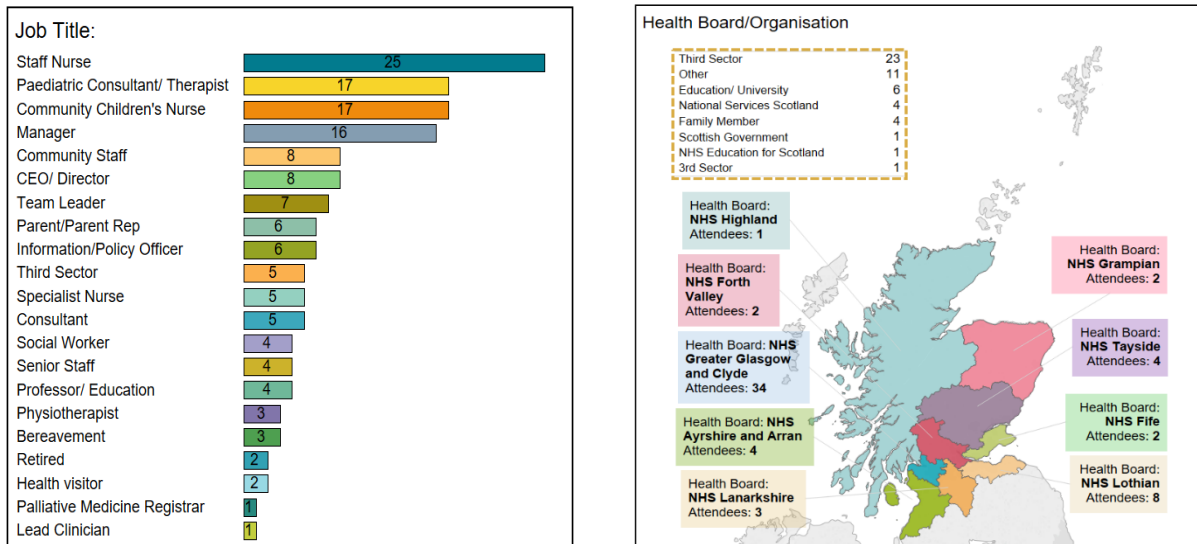 Job Title:
Staff Nurse 25
Paediatric Consultant/ Therapist 17
Community Children's Nurse 17
Manager 16
Community Staff 8
CEO/ Director 8
Team Leader 7
Parent/Parent Rep 6
Information/Policy Officer 6
Third Sector 5
Specialist Nurse 5
Consultant 5
Social Worker 4
Senior Staff 4
Professor/ Education 4
Physiotherapist 3
Bereavement 3
Retired 2
Health visitor 2
Palliative Medicine Registrar 1
Lead Clinician 1
Health Board/Organisation
Third Sector 23
Other 11
Education/ University 6
National Services Scotland 4
Family Member 4
Scottish Government 1
NHS Education for Scotland 1
3rd Sector 1
Health Board:
NHS Highland
Attendees: 1
Health Board:
NHS Forth
Valley
Attendees: 2
Health Board: NHS
Greater Glasgow
and Clyde
Attendees: 34
Health Board: NHS
Ayrshire and Arran
Attendees: 4
Health Board:
NHS Lanarkshire
Attendees: 3
Health Board:
NHS Grampian
Attendees: 2
Health Board:
NHS Tayside
Attendees: 4
Health Board:
NHS Fife
Attendees: 2
Health Board:
NHS Lothian
Attendees: 8